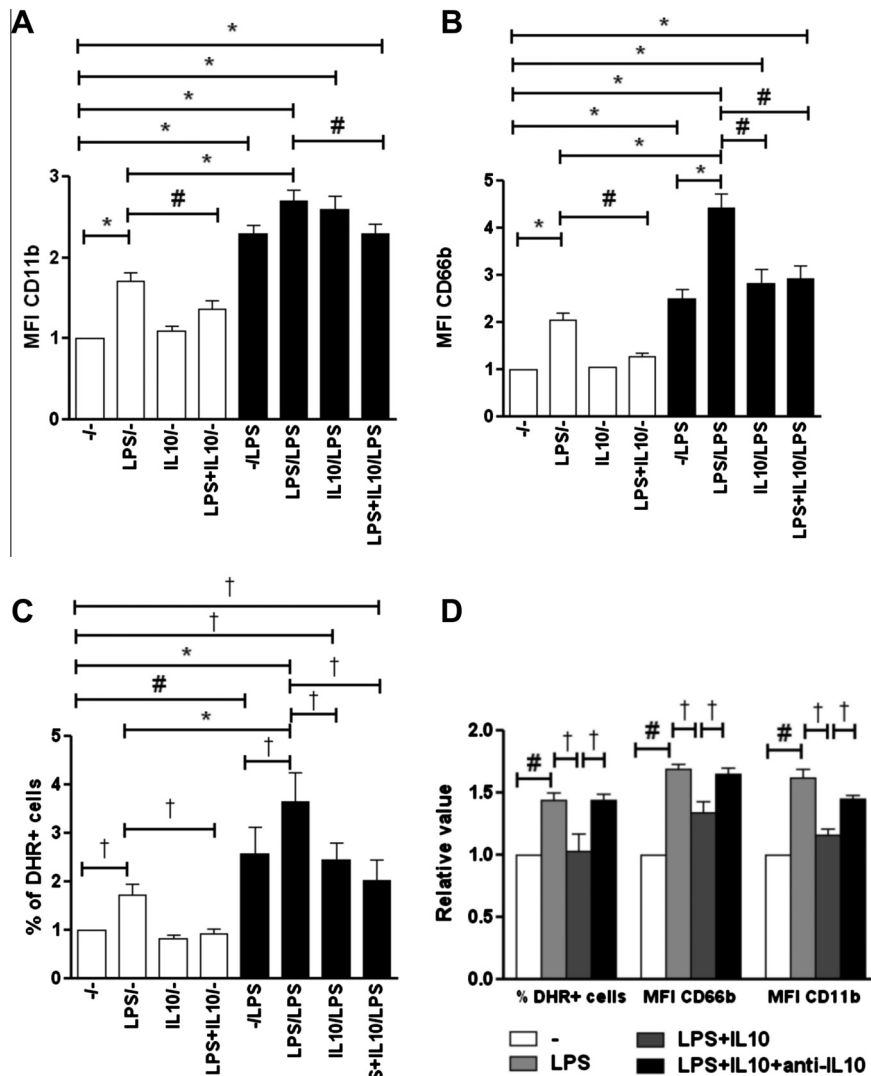 A
*
*
*
*
#
*
#
*
MFI CD11b
3
2
1
0
-/-
LPS/-
IL10/-
LPS+IL10/-
-/LPS
LPS/LPS
IL10/LPS
LPS+IL10/LPS
B
*
*
*
#
*
#
*
*
#
*
MFI CD66b
5
4
3
2
1
0
-/-
LPS/-
IL10/-
LPS+IL10/-
-/LPS
LPS/LPS
IL10/LPS
LPS+IL10/LPS
C
†
†
*
†
#
†
*
†
†
†
% of DHR+ cells
5
4
3
2
1
0
-/-
LPS/-
IL10/-
LPS+IL10/-
-/LPS
LPS/LPS
IL10/LPS
S+IL10/LPS
D
# † † # † † # † †
Relative value
2.0
1.5
1.0
0.5
0.0
% DHR+ cells MFI CD66b MFI CD11b
- LPS+IL10
LPS LPS+IL10+anti-IL10